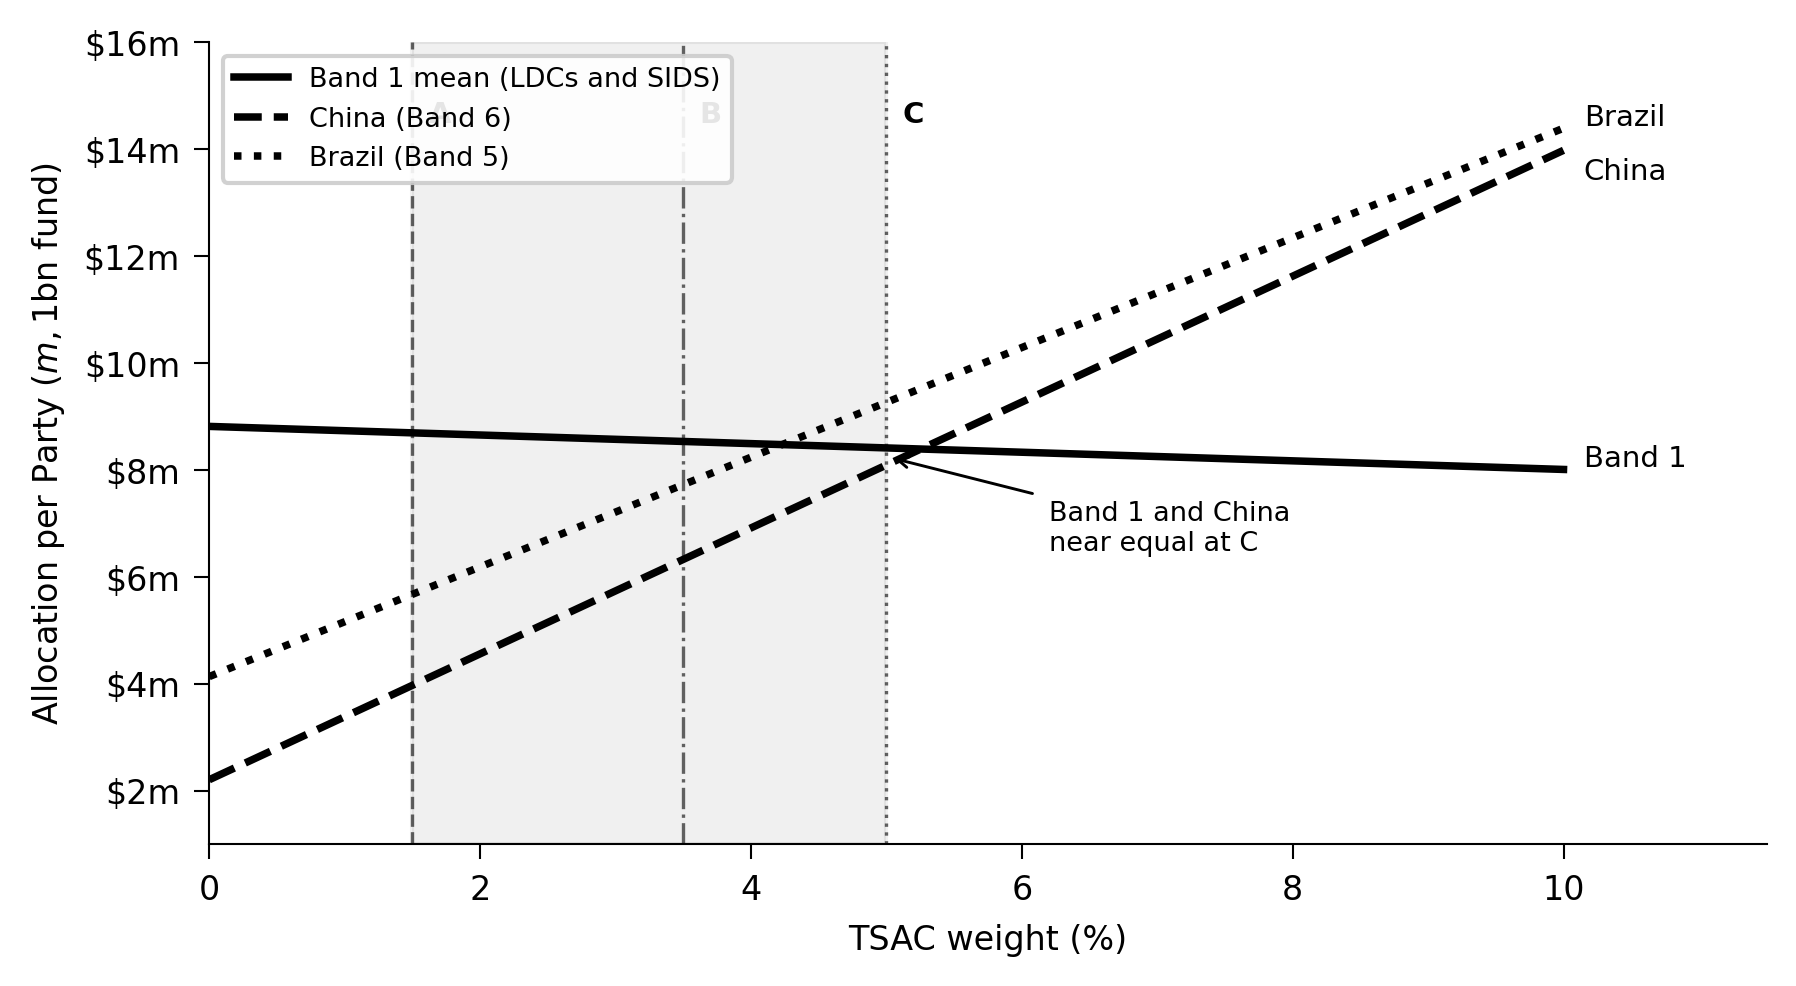 $16m
$14m
$12m
$10m
$8m
$6m
$4m
$2m
Allocation per Party (m, 1bn fund)
Band 1 mean (LDCs and SIDS)
China (Band 6)
Brazil (Band 5)
A
B
C
Brazil
China
Band 1
Band 1 and China
near equal at C
0 2 4 6 8 10
TSAC weight (%)